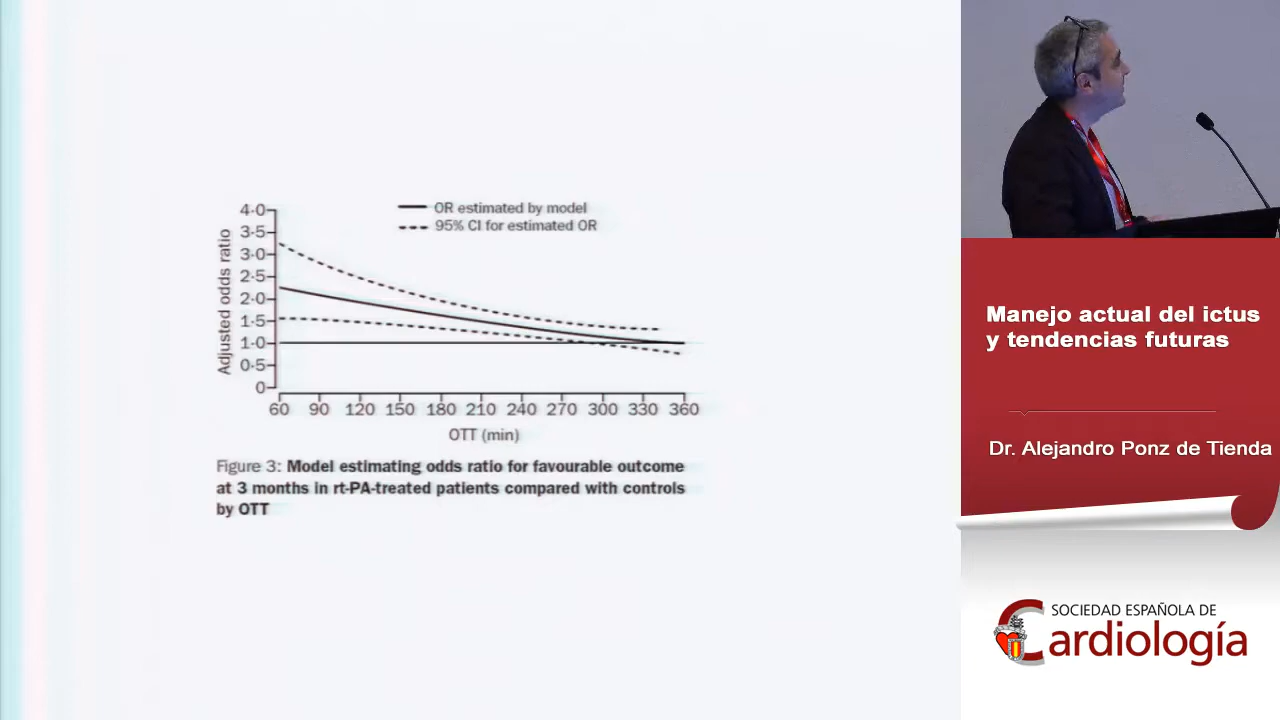 4·0
3·5
3·0
2·5
2·0
1·5
1·0
0·5
0
Adjusted odds ratio
OR estimated by model
95% CI for estimated OR
60 90 120 150 180 210 240 270 300 330 360
OTT (min)
Figure 3: Model estimating odds ratio for favourable outcome
at 3 months in rt-PA-treated patients compared with controls
by OTT
Manejo actual del ictus
y tendencias futuras
Dr. Alejandro Ponz de Tienda
SOCIEDAD ESPAÑOLA DE
Cardiología